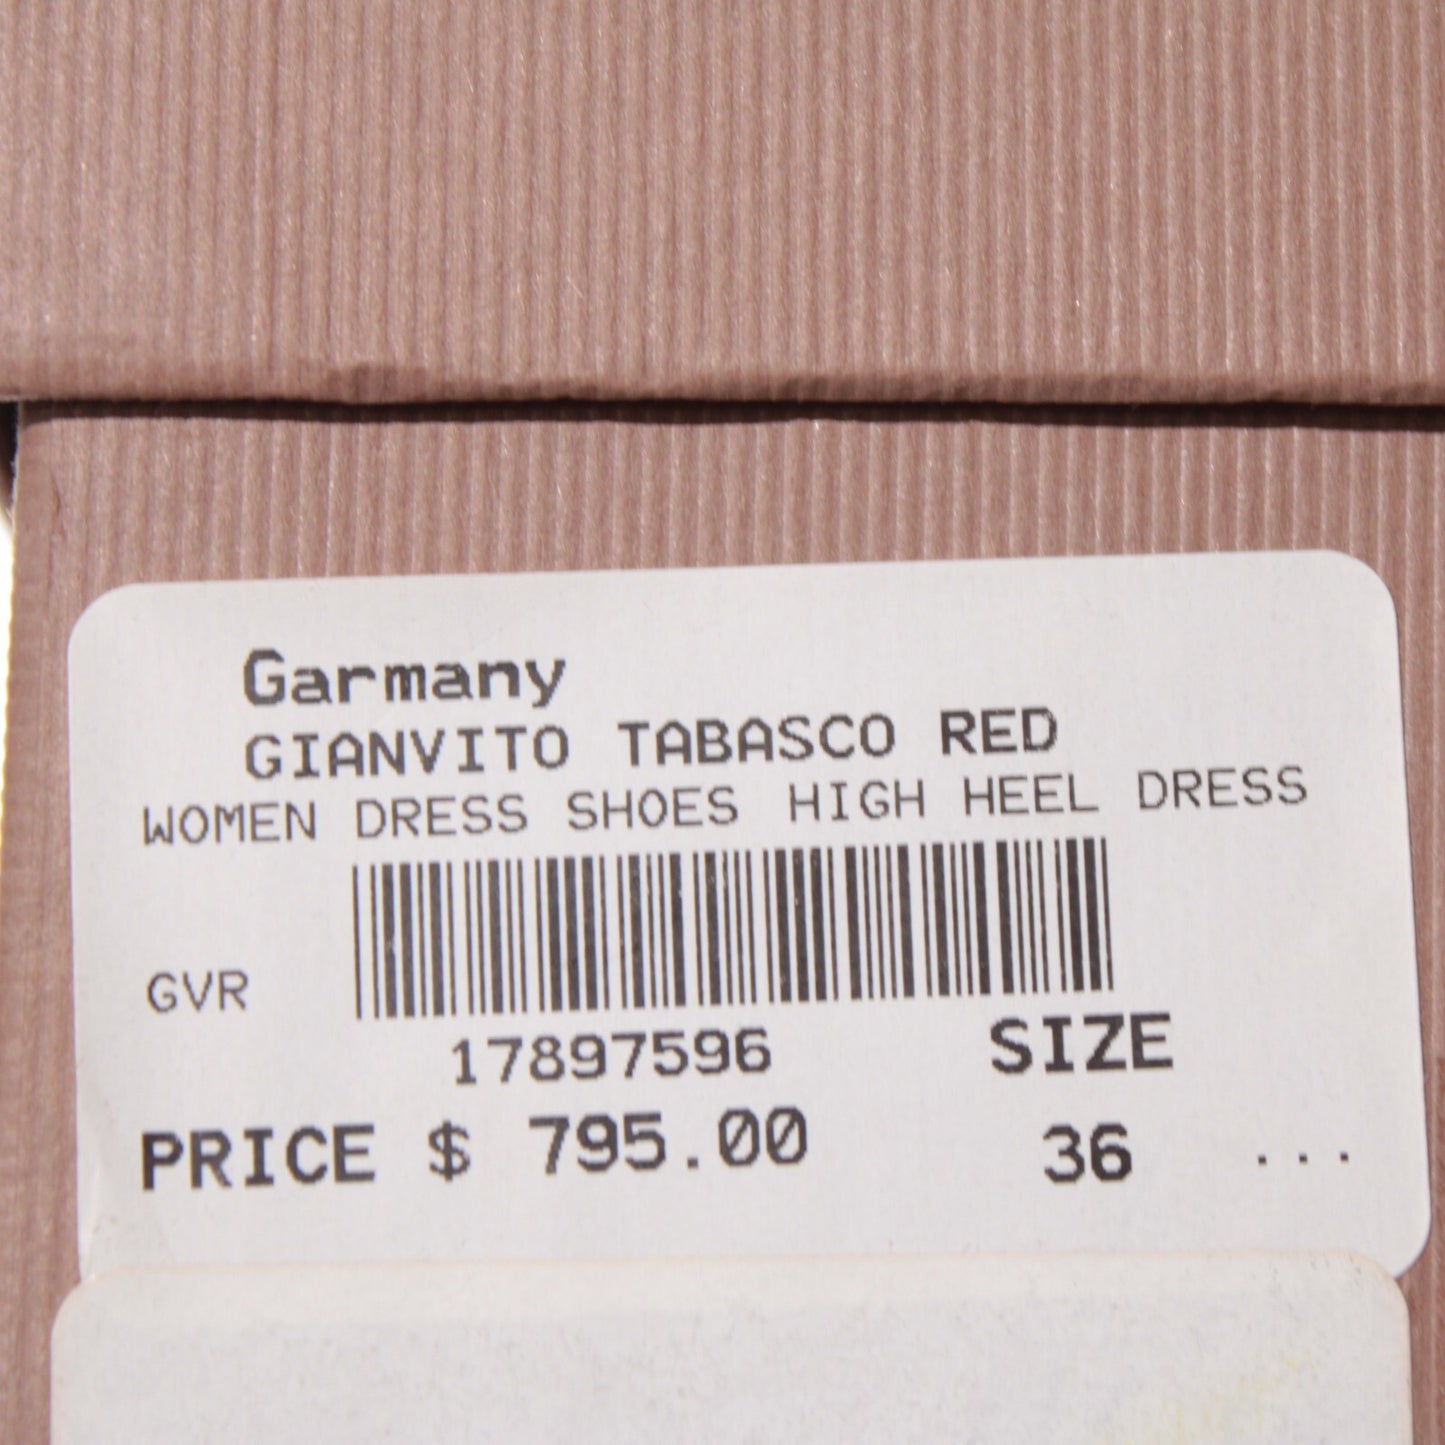 Garmany
GIANVITO TABASCO RED
WOMEN DRESS SHOES HIGH HEEL DRESS
GVR
17897596
SIZE
PRICE $ 795.00
36 ...